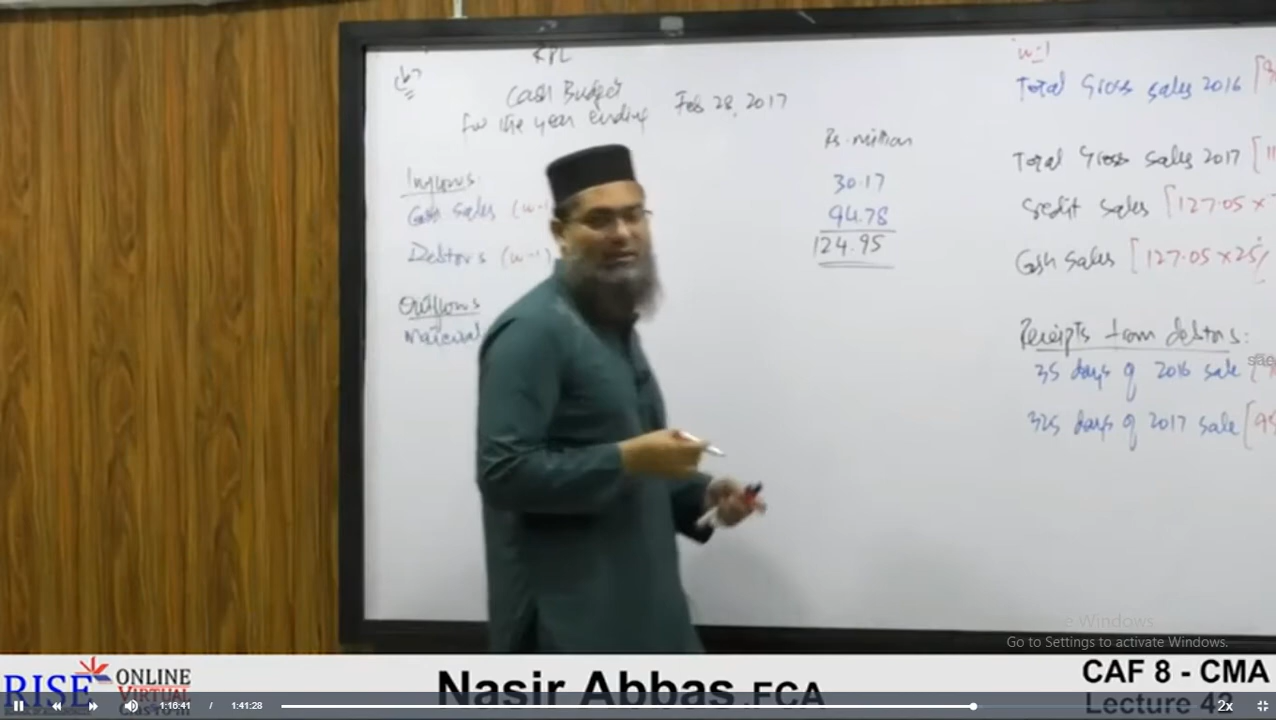 KPL
Cash Budget
for the year ending Feb 28, 2017
Rs. million
Inflows:
Cash Sales (w-1 30.17
Debtors (w-1) 94.78
124.95
Outflows
Material
w-1
Total Gross sales 2016
Total Gross sales 2017
Credit sales [127.05 x
Cash sales [127.05 x 25%
Receipts from debtors:
35 days of 2016 sale
325 days of 2017 sale
e Windows
Go to Settings to activate Windows.
RISE ONLINE
Virtual
Classroom
Nasir Abbas FCA
CAF 8 - CMA
Lecture 42
1:16:41 / 1:41:28
2x